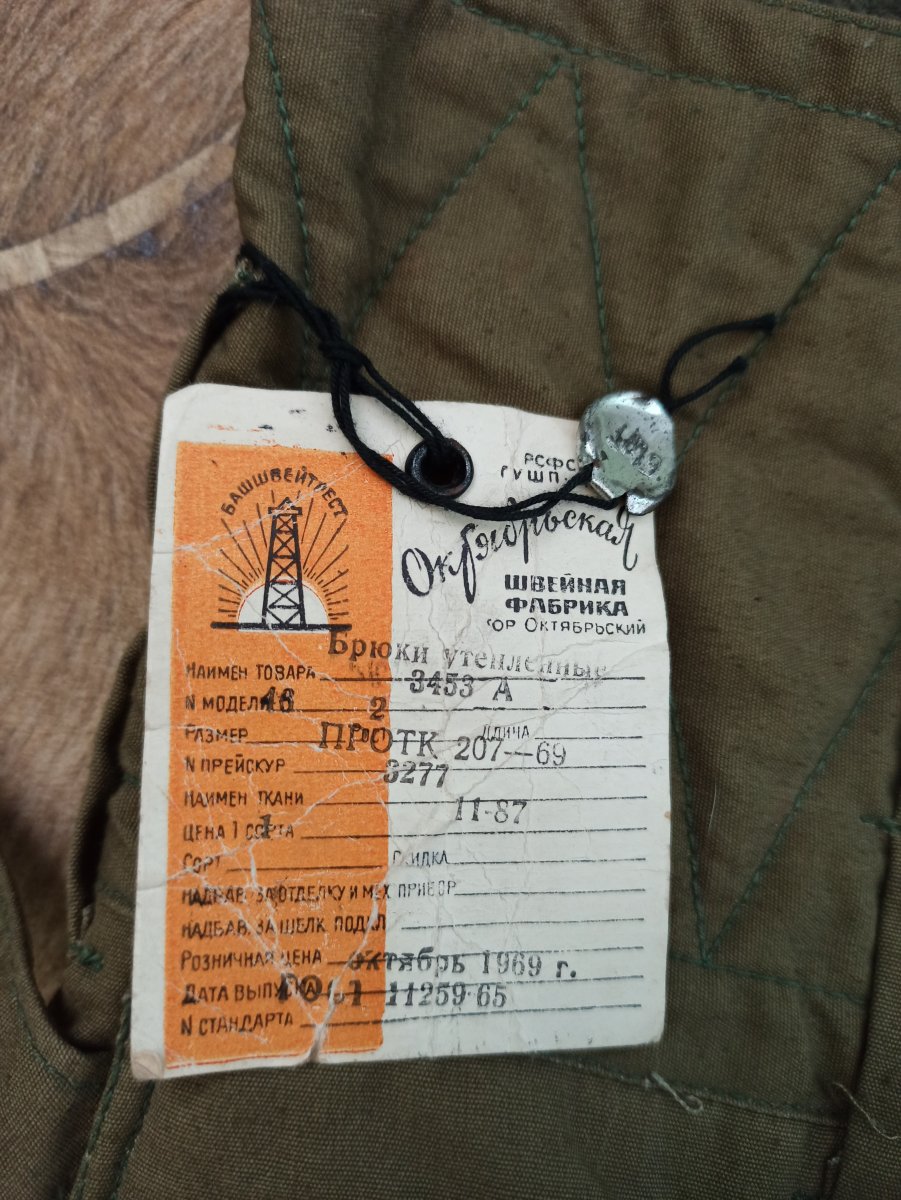 БАШШВЕЙТРЕСТ
РСФС
ГУШП
Октябрьская
ШВЕЙНАЯ
ФАБРИКА
ГОР ОКТЯБРЬСКИЙ
Брюки утепленные
НАИМЕН ТОВАРА
3453 А
N МОДЕЛ 48
2
РАЗМЕР ДЛИНА
ПРОТК 207—69
N ПРЕЙСКУР
3277
НАИМЕН ТКАНИ
11-87
ЦЕНА 1 СОРТА
1
СОРТ СКИДКА
НАДБАВ. ЗА ОТДЕЛКУ И МЕХ ПРИБОР
НАДБАВ. ЗА ШЕЛК ПОДКЛ
РОЗНИЧНАЯ ЦЕНА
октябрь 1969 г.
ДАТА ВЫПУСКА
ГОСТ 11259-65
N СТАНДАРТА